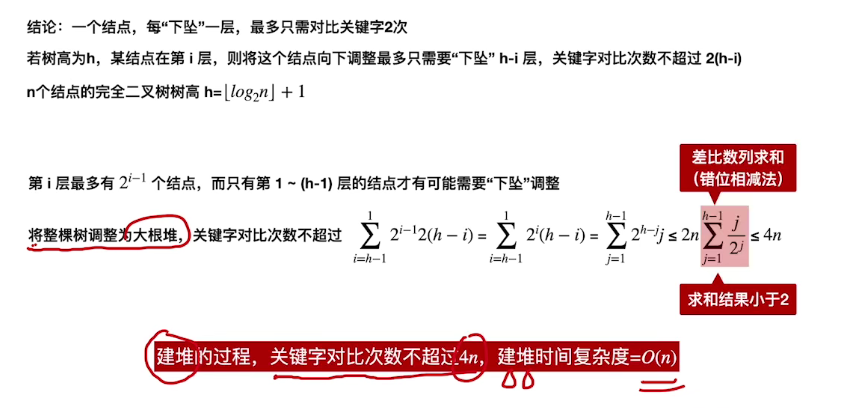 结论：一个结点，每“下坠”一层，最多只需对比关键字2次
若树高为h，某结点在第 i 层，则将这个结点向下调整最多只需要“下坠” h-i 层，关键字对比次数不超过 2(h-i)
n个结点的完全二叉树树高 h=⌊log₂n⌋ + 1
差比数列求和
（错位相减法）
第 i 层最多有 2^{i−1} 个结点，而只有第 1 ~ (h-1) 层的结点才有可能需要“下坠”调整
将整棵树调整为大根堆，关键字对比次数不超过 \sum_{i=h-1}^{1} 2^{i-1}2(h − i) = \sum_{i=h-1}^{1} 2^{i}(h − i) = \sum_{j=1}^{h-1} 2^{h-j}j ≤ 2n \sum_{j=1}^{h-1} \frac{j}{2^{j}} ≤ 4n
求和结果小于2
建堆的过程，关键字对比次数不超过4n，建堆时间复杂度=O(n)